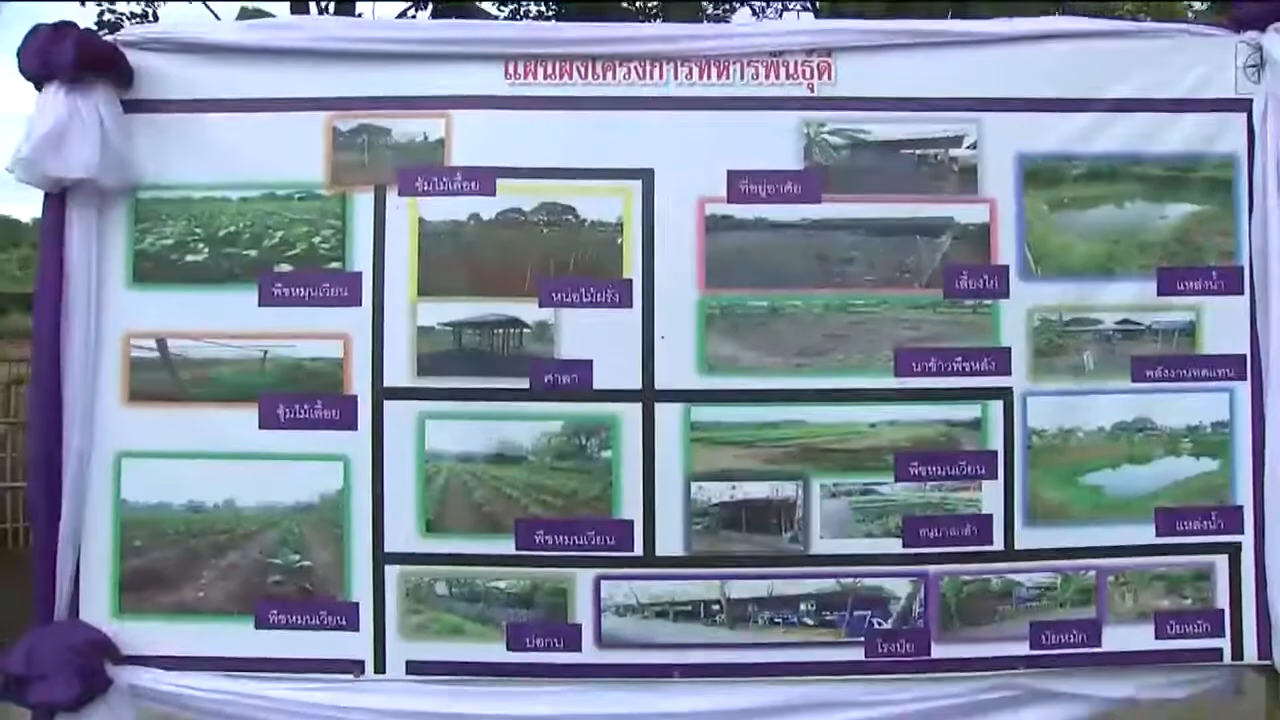 แผนผังโครงการทหารพันธุ์ดี
ซุ้มไม้เลื้อย
ที่อยู่อาศัย
พืชหมุนเวียน
หน่อไม้ฝรั่ง
เลี้ยงไก่
แหล่งน้ำ
ศาลา
นาข้าวพืชหลัง
พลังงานทดแทน
ซุ้มไม้เลื้อย
พืชหมุนเวียน
พืชหมุนเวียน
อนุบาลกล้า
แหล่งน้ำ
พืชหมุนเวียน
บ่อกบ
โรงปุ๋ย
ปุ๋ยหมัก
ปุ๋ยหมัก